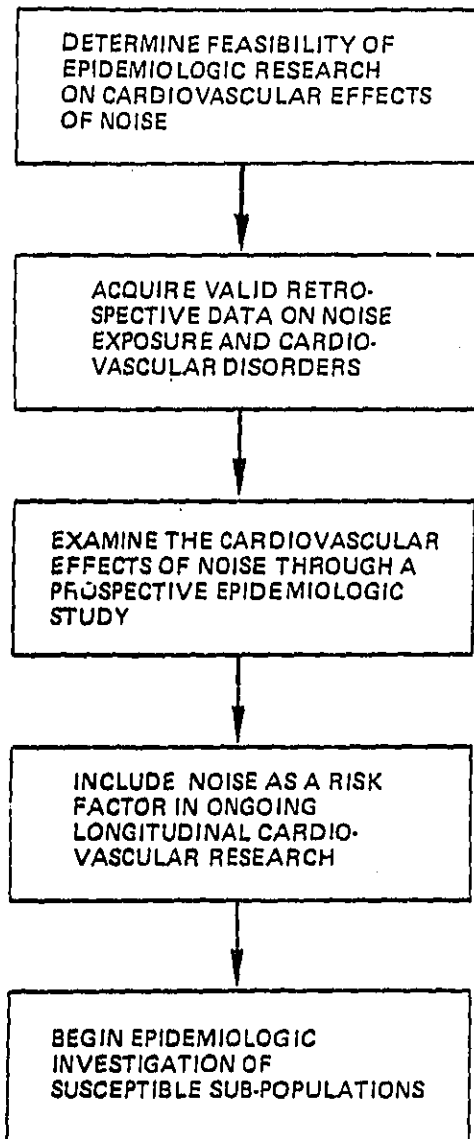 DETERMINE FEASIBILITY OF
EPIDEMIOLOGIC RESEARCH
ON CARDIOVASCULAR EFFECTS
OF NOISE
ACQUIRE VALID RETRO-
SPECTIVE DATA ON NOISE
EXPOSURE AND CARDIO-
VASCULAR DISORDERS
EXAMINE THE CARDIOVASCULAR
EFFECTS OF NOISE THROUGH A
PROSPECTIVE EPIDEMIOLOGIC
STUDY
INCLUDE NOISE AS A RISK
FACTOR IN ONGOING
LONGITUDINAL CARDIO-
VASCULAR RESEARCH
BEGIN EPIDEMIOLOGIC
INVESTIGATION OF
SUSCEPTIBLE SUB-POPULATIONS